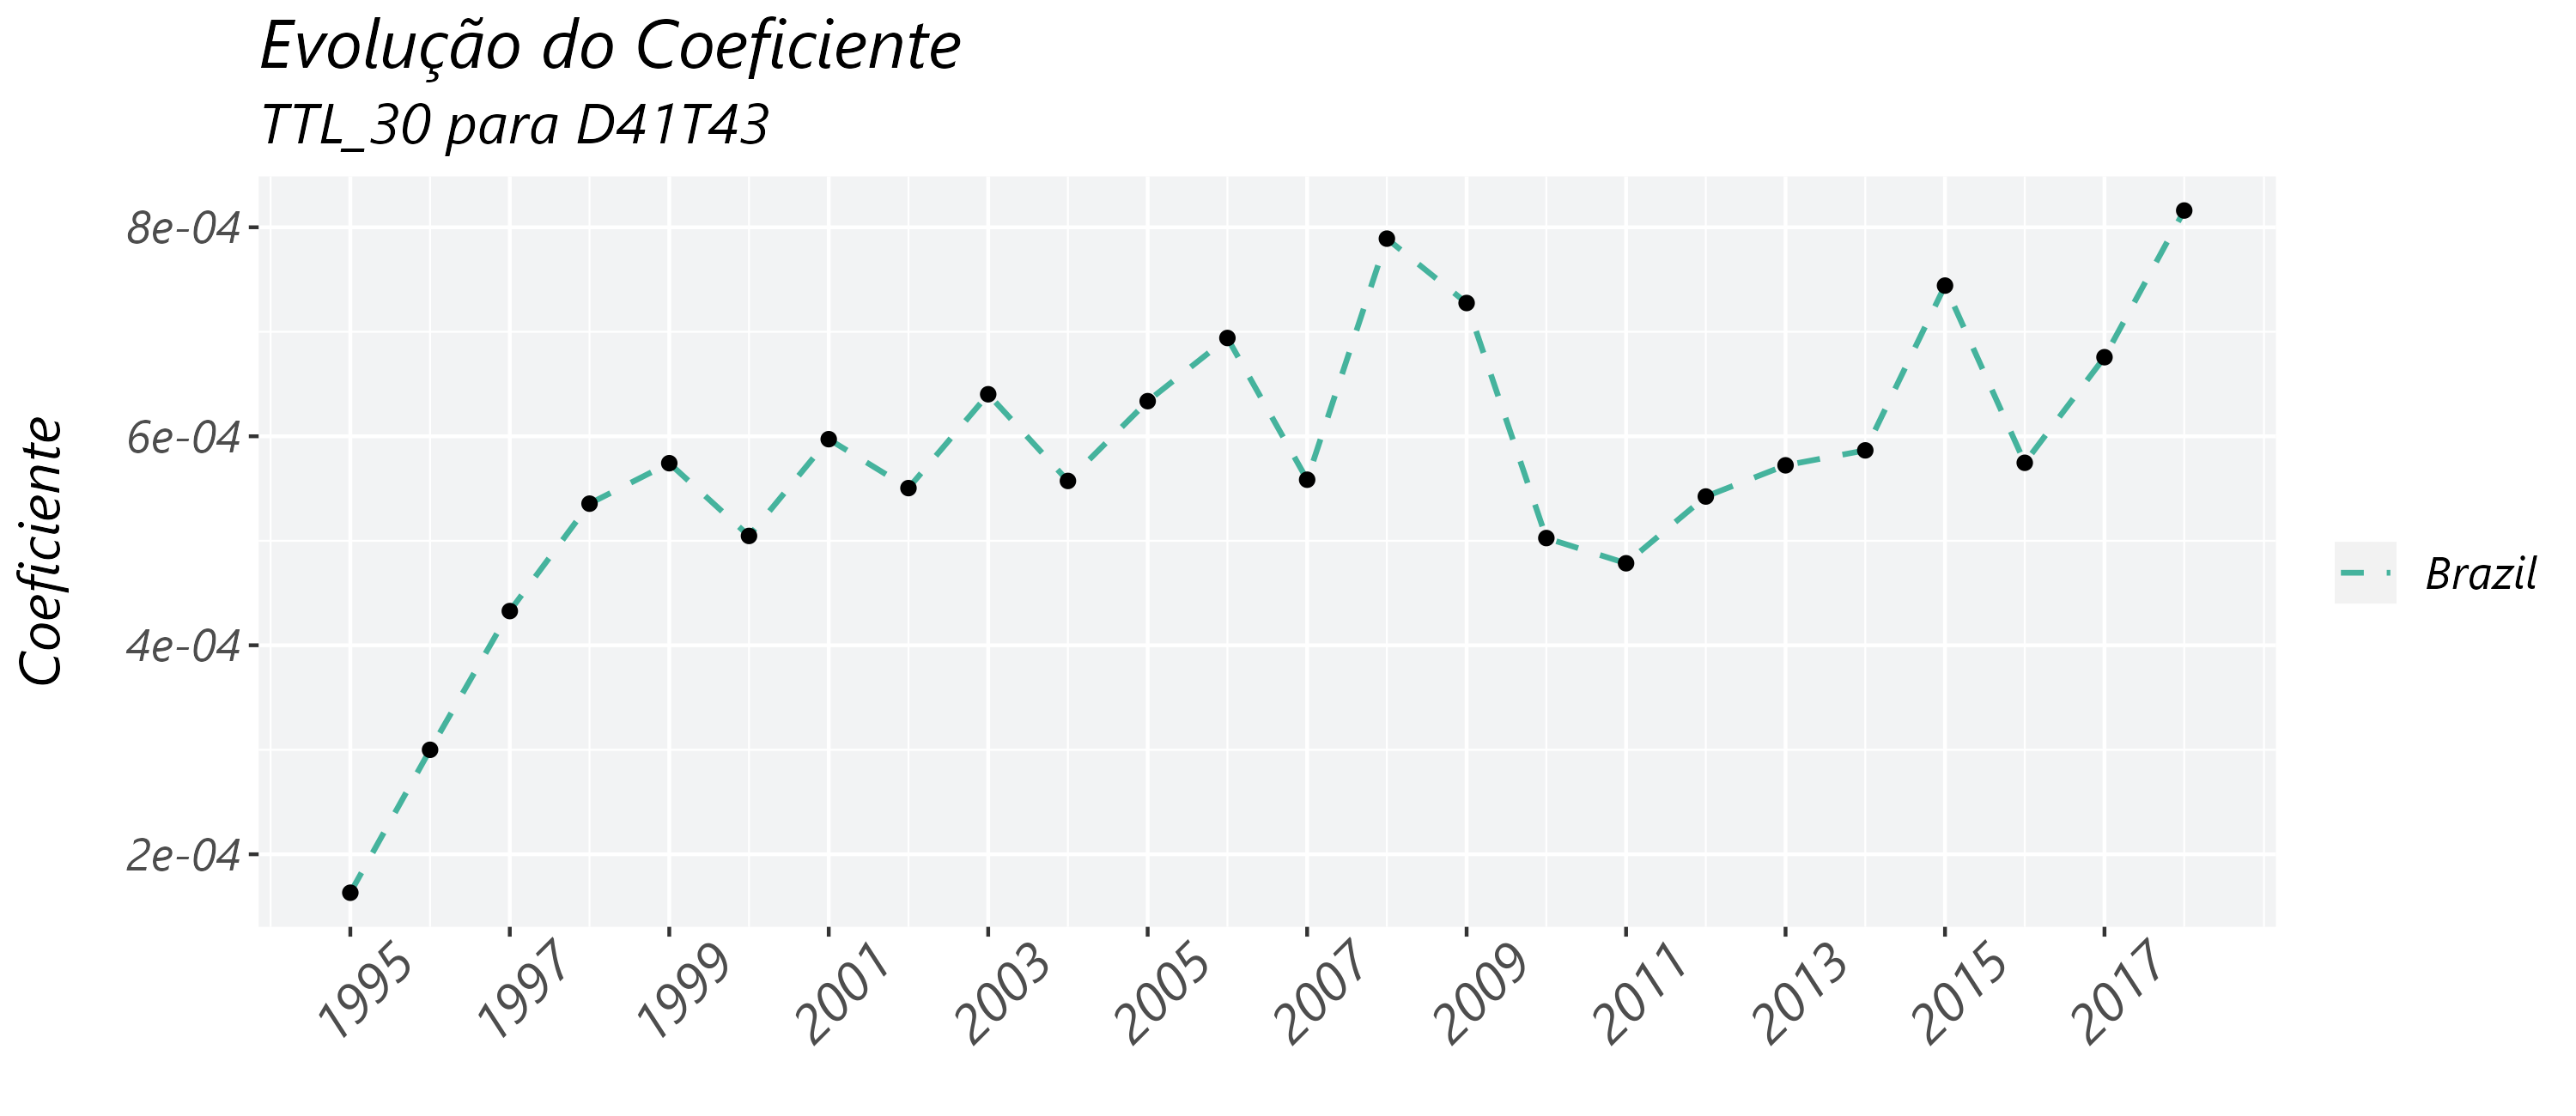 Evolução do Coeficiente
TTL_30 para D41T43
Coeficiente
8e-04
6e-04
4e-04
2e-04
1995
1997
1999
2001
2003
2005
2007
2009
2011
2013
2015
2017
Brazil